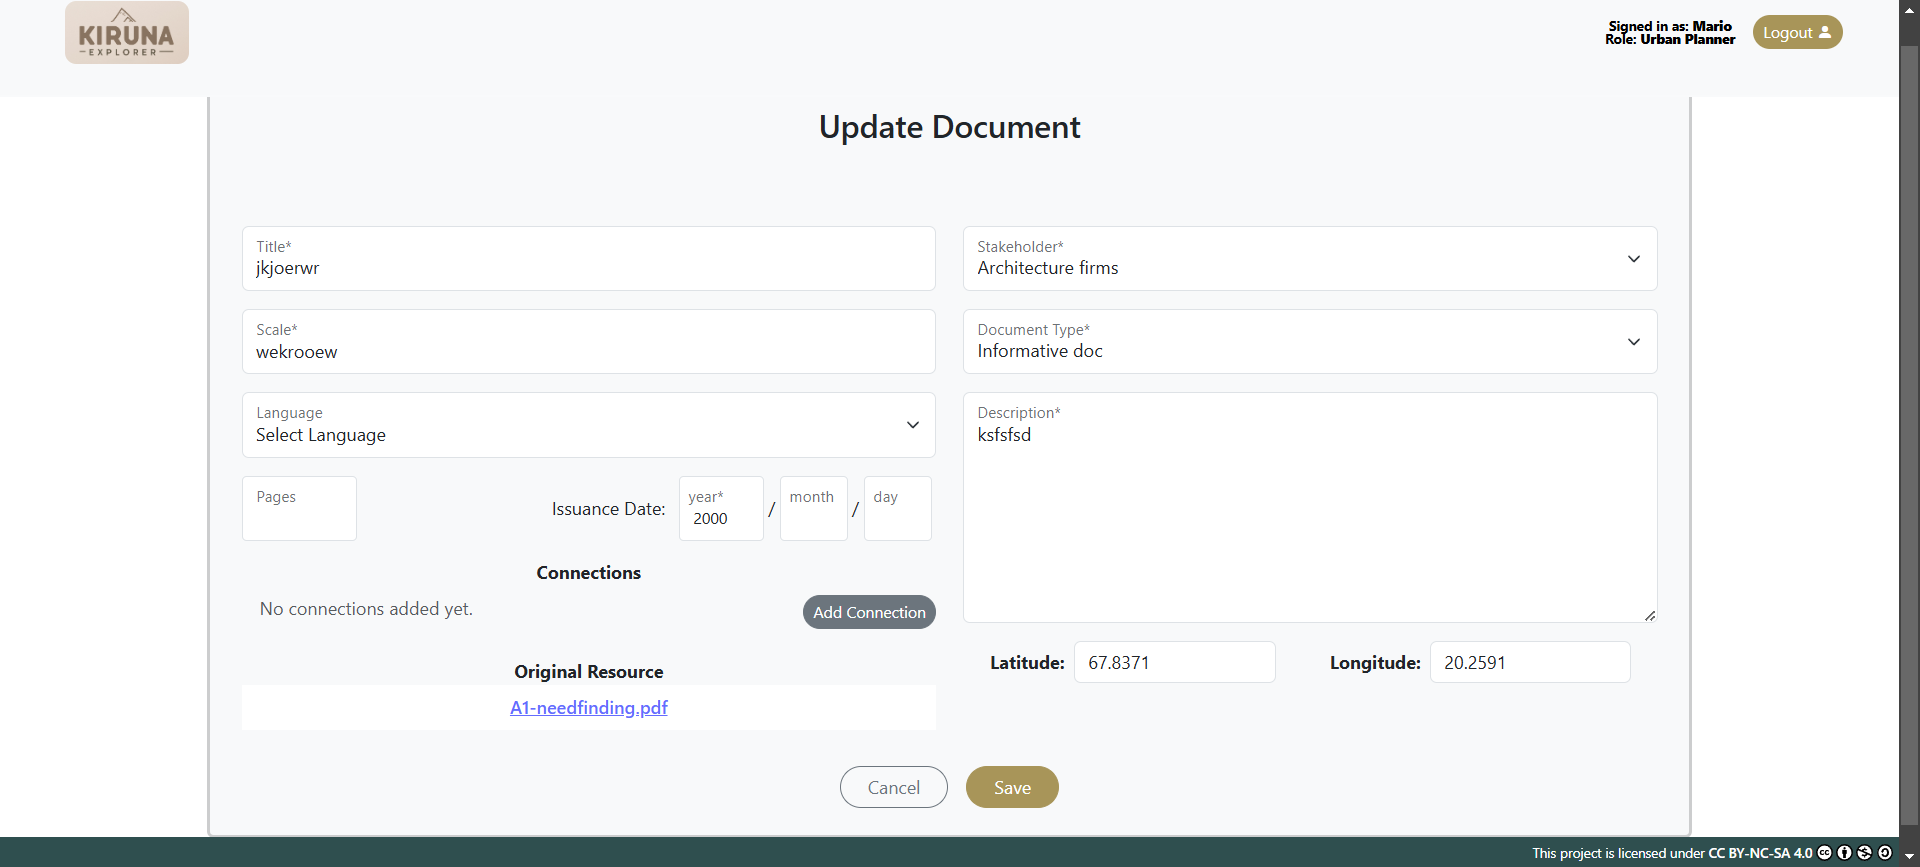 KIRUNA
EXPLORER
Signed in as: Mario
Role: Urban Planner
Logout
Update Document
Title*
jkjoerwr
Stakeholder*
Architecture firms
Scale*
wekrooew
Document Type*
Informative doc
Language
Select Language
Description*
ksfsfsd
Pages
Issuance Date:
year*
2000
/
month
/
day
Connections
No connections added yet.
Add Connection
Original Resource
A1-needfinding.pdf
Latitude:
67.8371
Longitude:
20.2591
Cancel
Save
This project is licensed under CC BY-NC-SA 4.0